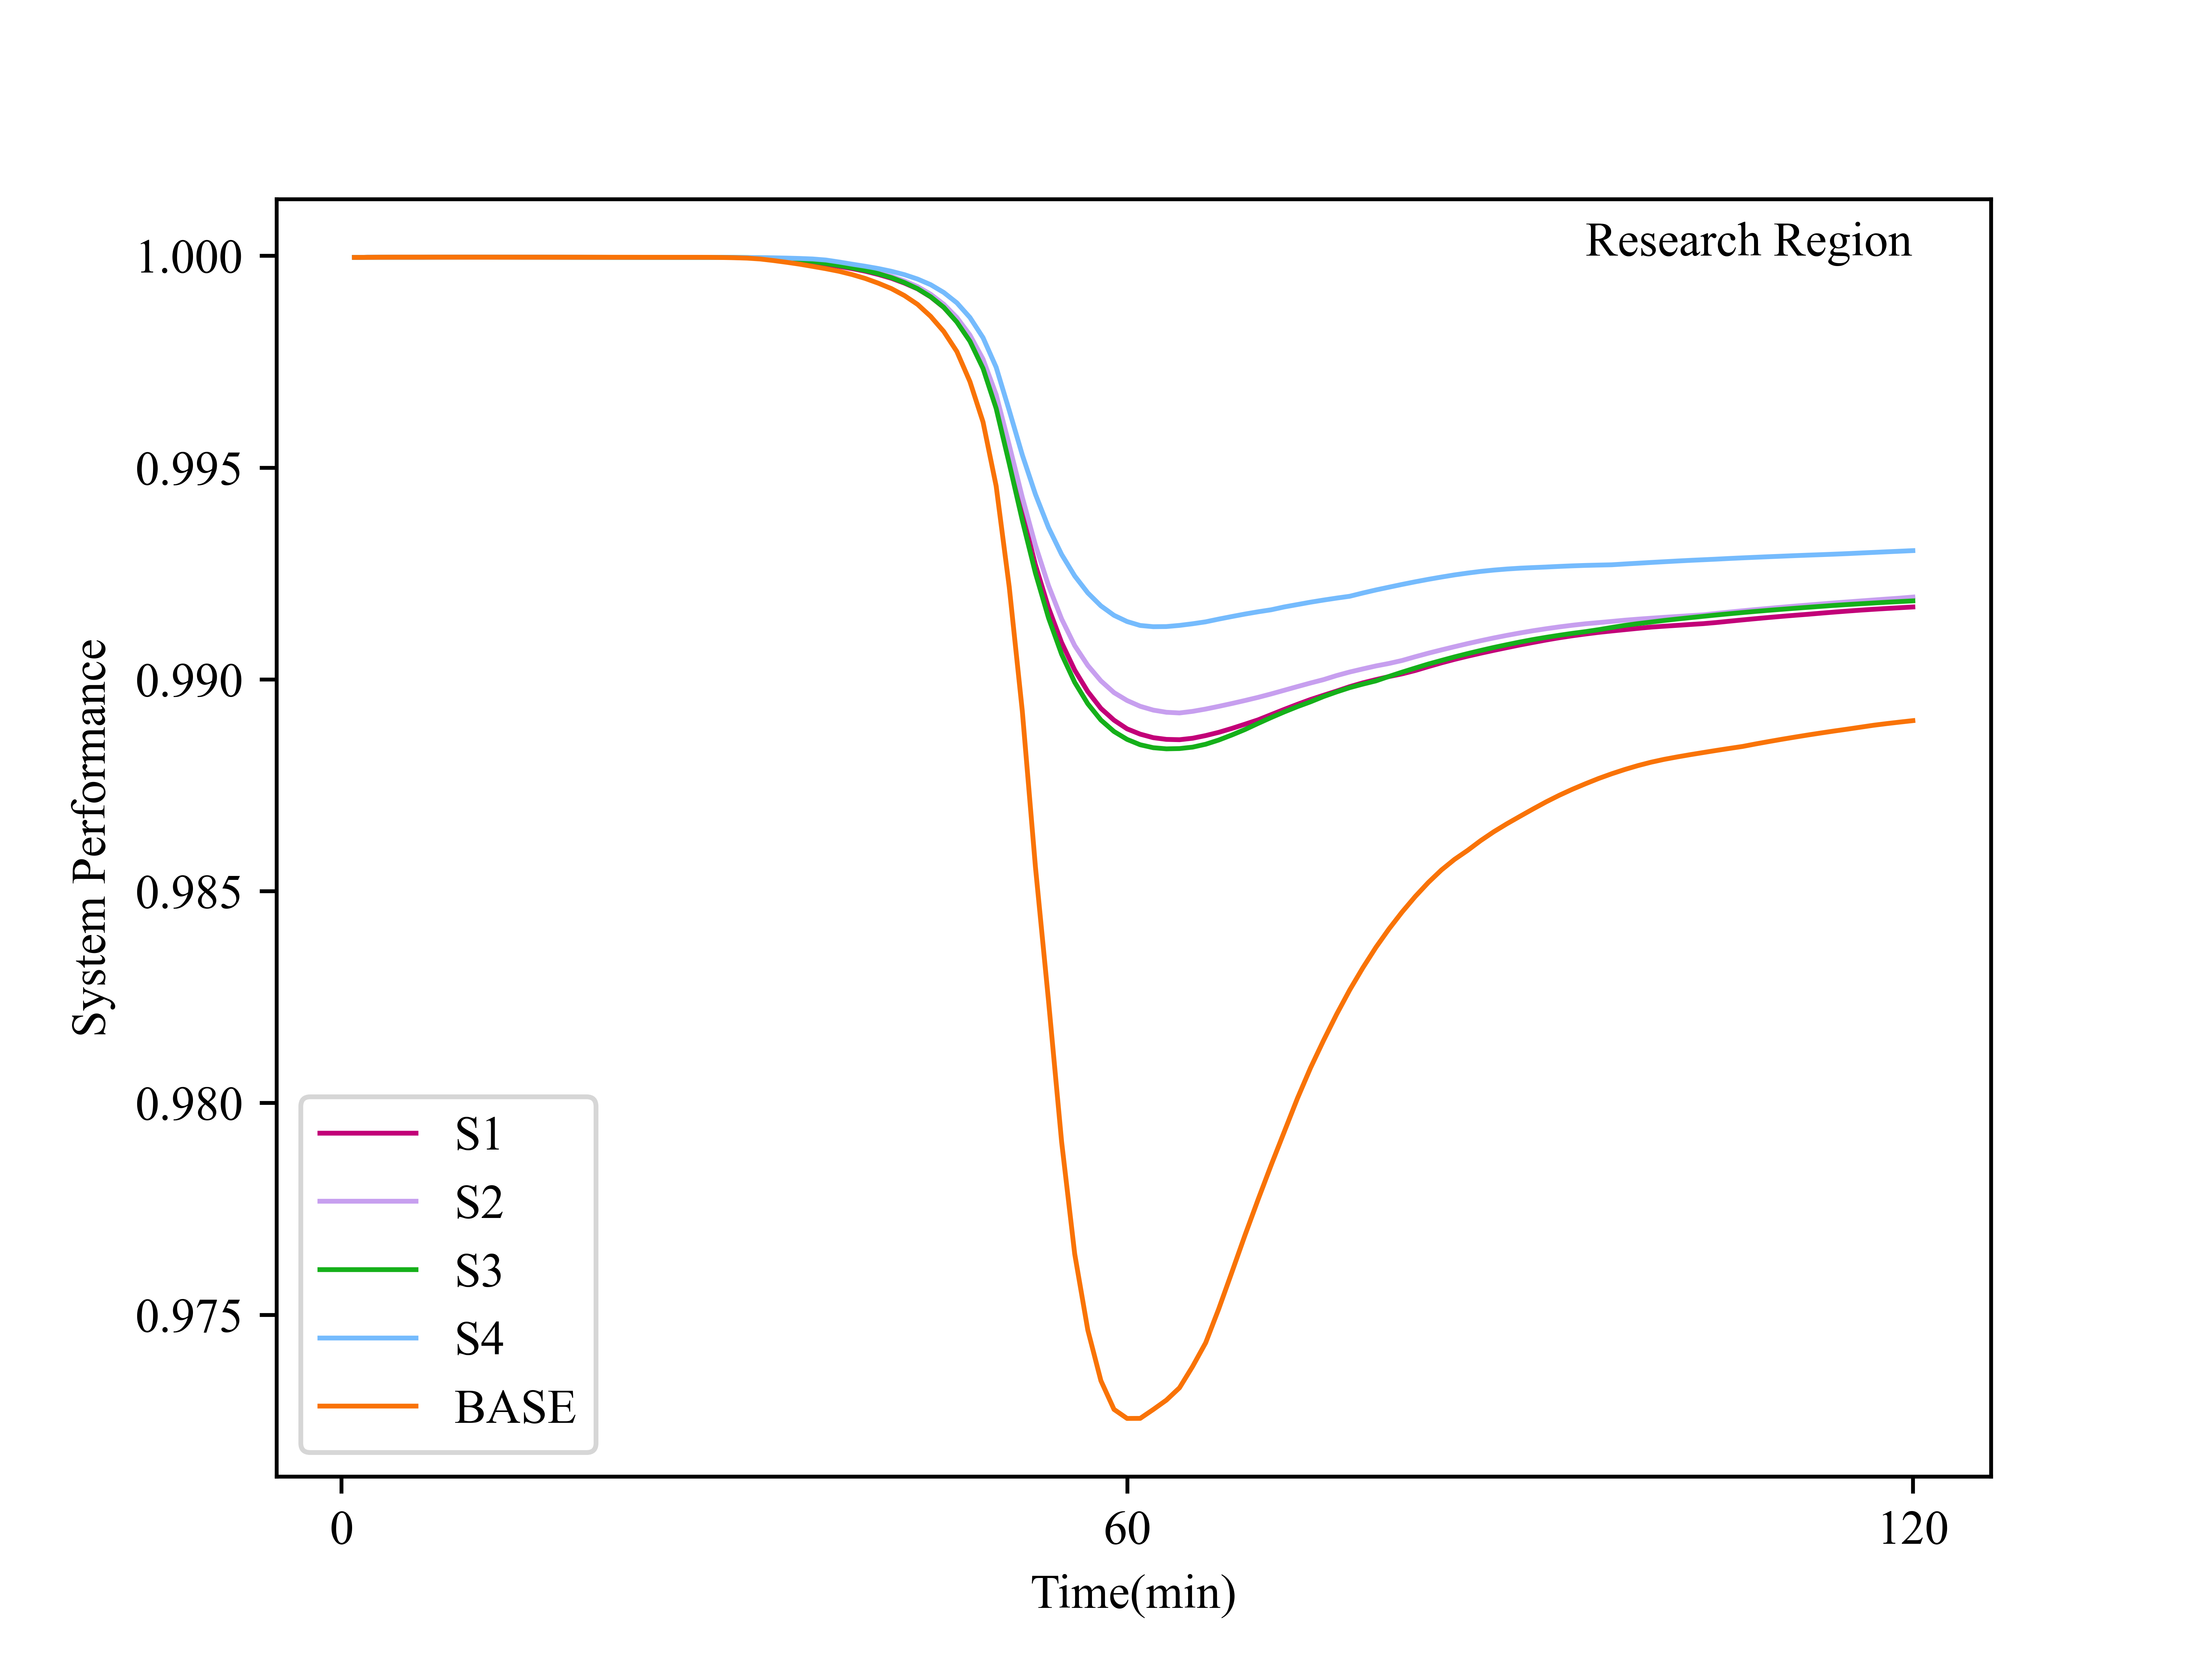 Research Region
1.000
0.995
0.990
0.985
0.980
0.975
System Performance
S1
S2
S3
S4
BASE
0
60
120
Time(min)